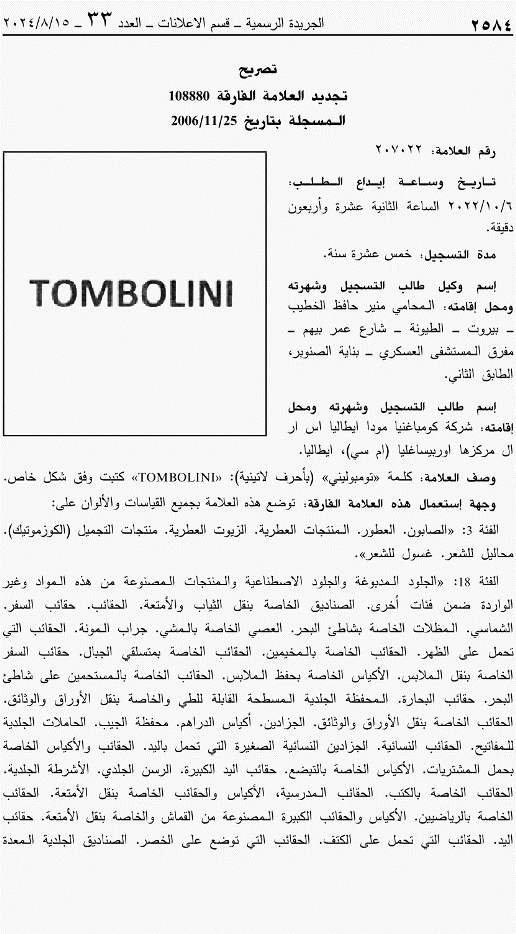 ٢٥٨٤
الجريدة الرسمية ــ قسم الاعلانات ــ العدد ٣٣ ــ ٢٠٢٤/٨/١٥
تصريح
تجديد العلامة الفارقة 108880
المسجلة بتاريخ 2006/11/25
رقم العلامة: ٢٠٧٠٢٢
تاريخ وساعة إيداع الطلب:
٢٠٢٢/١٠/٦ الساعة الثانية عشرة وأربعون
دقيقة.
مدة التسجيل: خمس عشرة سنة.
إسم وكيل طالب التسجيل وشهرته
ومحل إقامته: المحامي منير حافظ الخطيب
ــ بيروت ــ الطيونة ــ شارع عمر بيهم ــ
مفرق المستشفى العسكري ــ بناية الصنوبر،
الطابق الثاني.
إسم طالب التسجيل وشهرته ومحل
إقامته: شركة كومباغنيا مودا ايطاليا اس ار
ال مركزها اوربيساغليا (ام سي)، ايطاليا.
TOMBOLINI
وصف العلامة: كلمة «تومبوليني» (بأحرف لاتينية): «TOMBOLINI» كتبت وفق شكل خاص.
وجهة إستعمال هذه العلامة الفارقة: توضع هذه العلامة بجميع القياسات والألوان على:
الفئة 3: «الصابون. العطور. المنتجات العطرية. الزيوت العطرية. منتجات التجميل (الكوزموتيك).
محاليل للشعر. غسول للشعر».
الفئة 18: «الجلود المدبوغة والجلود الاصطناعية والمنتجات المصنوعة من هذه المواد وغير
الواردة ضمن فئات أخرى. الصناديق الخاصة بنقل الثياب والأمتعة. الحقائب. حقائب السفر.
الشماسي. المظلات الخاصة بشاطئ البحر. العصي الخاصة بالمشي. جراب المونة. الحقائب التي
تحمل على الظهر. الحقائب الخاصة بالمخيمين. الحقائب الخاصة بمتسلقي الجبال. حقائب السفر
الخاصة بنقل الملابس. الأكياس الخاصة بحفظ الملابس. الحقائب الخاصة بالمستحمين على شاطئ
البحر. حقائب البحارة. المحفظة الجلدية المسطحة القابلة للطي والخاصة بنقل الأوراق والوثائق.
الحقائب الخاصة بنقل الأوراق والوثائق. الجزادين. أكياس الدراهم. محفظة الجيب. الحاملات الجلدية
للمفاتيح. الحقائب النسائية. الجزادين النسائية الصغيرة التي تحمل باليد. الحقائب والأكياس الخاصة
بحمل المشتريات. الأكياس الخاصة بالتبضع. حقائب اليد الكبيرة. الرسن الجلدي. الأشرطة الجلدية.
الحقائب الخاصة بالكتب. الحقائب المدرسية، الأكياس والحقائب الخاصة بنقل الأمتعة. الحقائب
الخاصة بالرياضيين. الأكياس والحقائب الكبيرة المصنوعة من القماش والخاصة بنقل الأمتعة. حقائب
اليد. الحقائب التي تحمل على الكتف. الحقائب التي توضع على الخصر. الصناديق الجلدية المعدة